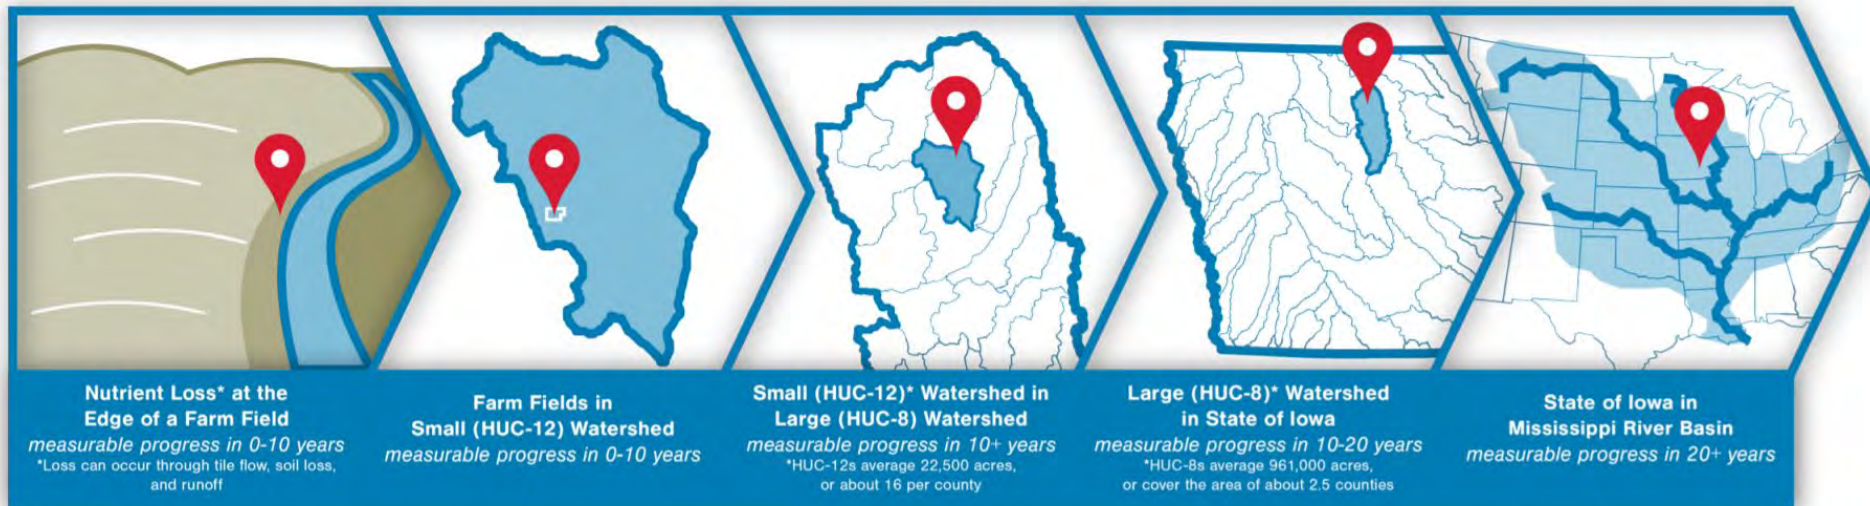 Nutrient Loss* at the
Edge of a Farm Field
measurable progress in 0-10 years
*Loss can occur through tile flow, soil loss,
and runoff
Farm Fields in
Small (HUC-12) Watershed
measurable progress in 0-10 years
Small (HUC-12)* Watershed in
Large (HUC-8) Watershed
measurable progress in 10+ years
*HUC-12s average 22,500 acres,
or about 16 per county
Large (HUC-8)* Watershed
in State of Iowa
measurable progress in 10-20 years
*HUC-8s average 961,000 acres,
or cover the area of about 2.5 counties
State of Iowa in
Mississippi River Basin
measurable progress in 20+ years